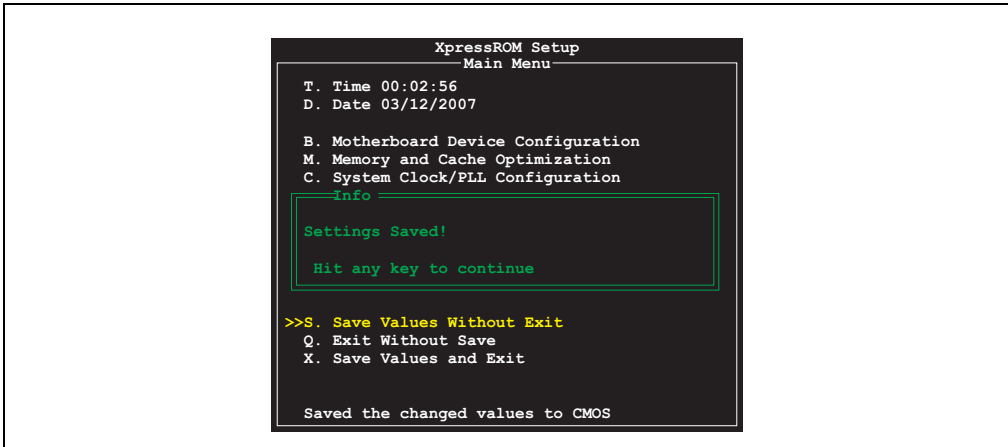 XpressROM Setup
Main Menu
T. Time 00:02:56
D. Date 03/12/2007
B. Motherboard Device Configuration
M. Memory and Cache Optimization
C. System Clock/PLL Configuration
Info
Settings Saved!
Hit any key to continue
>>S. Save Values Without Exit
Q. Exit Without Save
X. Save Values and Exit
Saved the changed values to CMOS